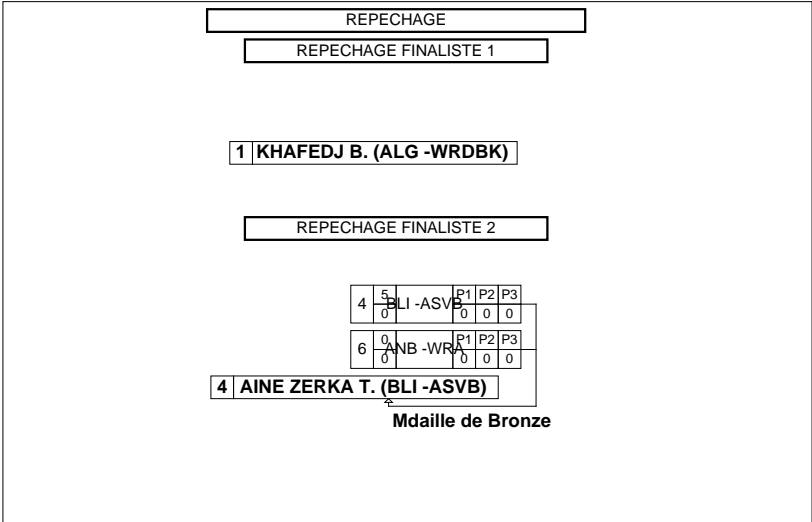 REPECHAGE
REPECHAGE FINALISTE 1
1 KHAFEDJ B. (ALG -WRDBK)
REPECHAGE FINALISTE 2
4 5 BLI -ASVB P1 P2 P3
0 0 0 0
6 0 ANB -WRA P1 P2 P3
0 0 0 0
4 AINE ZERKA T. (BLI -ASVB)
Mdaille de Bronze